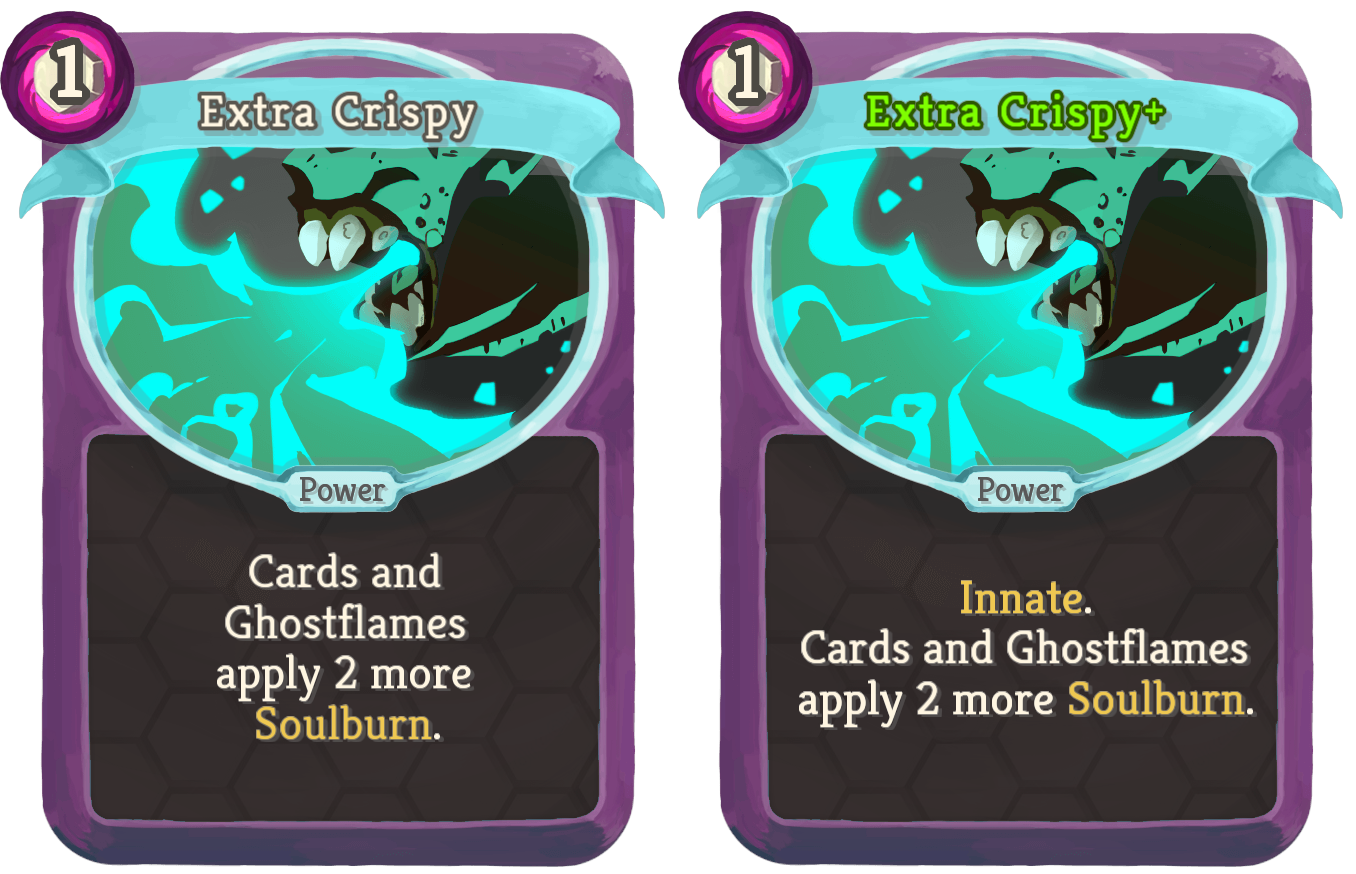 1
Extra Crispy
Power
Cards and
Ghostflames
apply 2 more
Soulburn.
1
Extra Crispy+
Power
Innate.
Cards and Ghostflames
apply 2 more Soulburn.